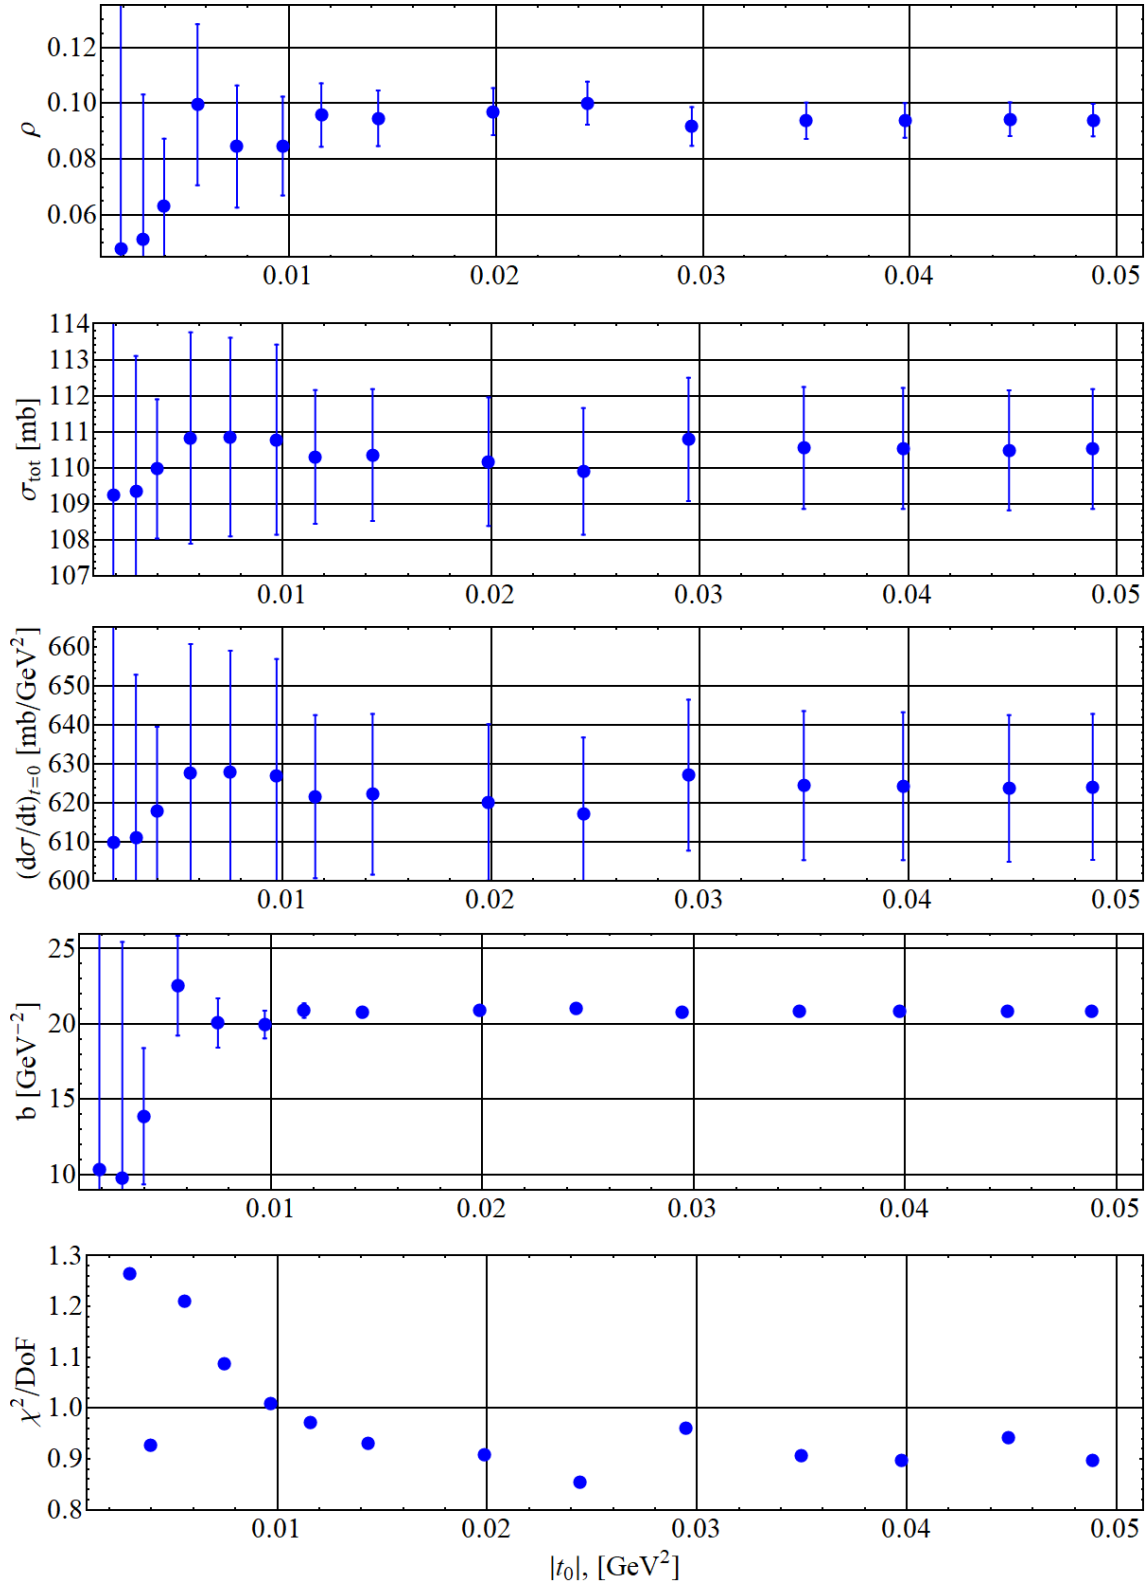 0.12
0.10
0.08
0.06
ρ
0.01 0.02 0.03 0.04 0.05
114
113
112
111
110
109
108
107
σtot [mb]
0.01 0.02 0.03 0.04 0.05
660
650
640
630
620
610
600
(dσ/dt)t=0 [mb/GeV²]
0.01 0.02 0.03 0.04 0.05
25
20
15
10
b [GeV⁻²]
0.01 0.02 0.03 0.04 0.05
1.3
1.2
1.1
1.0
0.9
0.8
χ²/DoF
0.01 0.02 0.03 0.04 0.05
|t₀|, [GeV²]